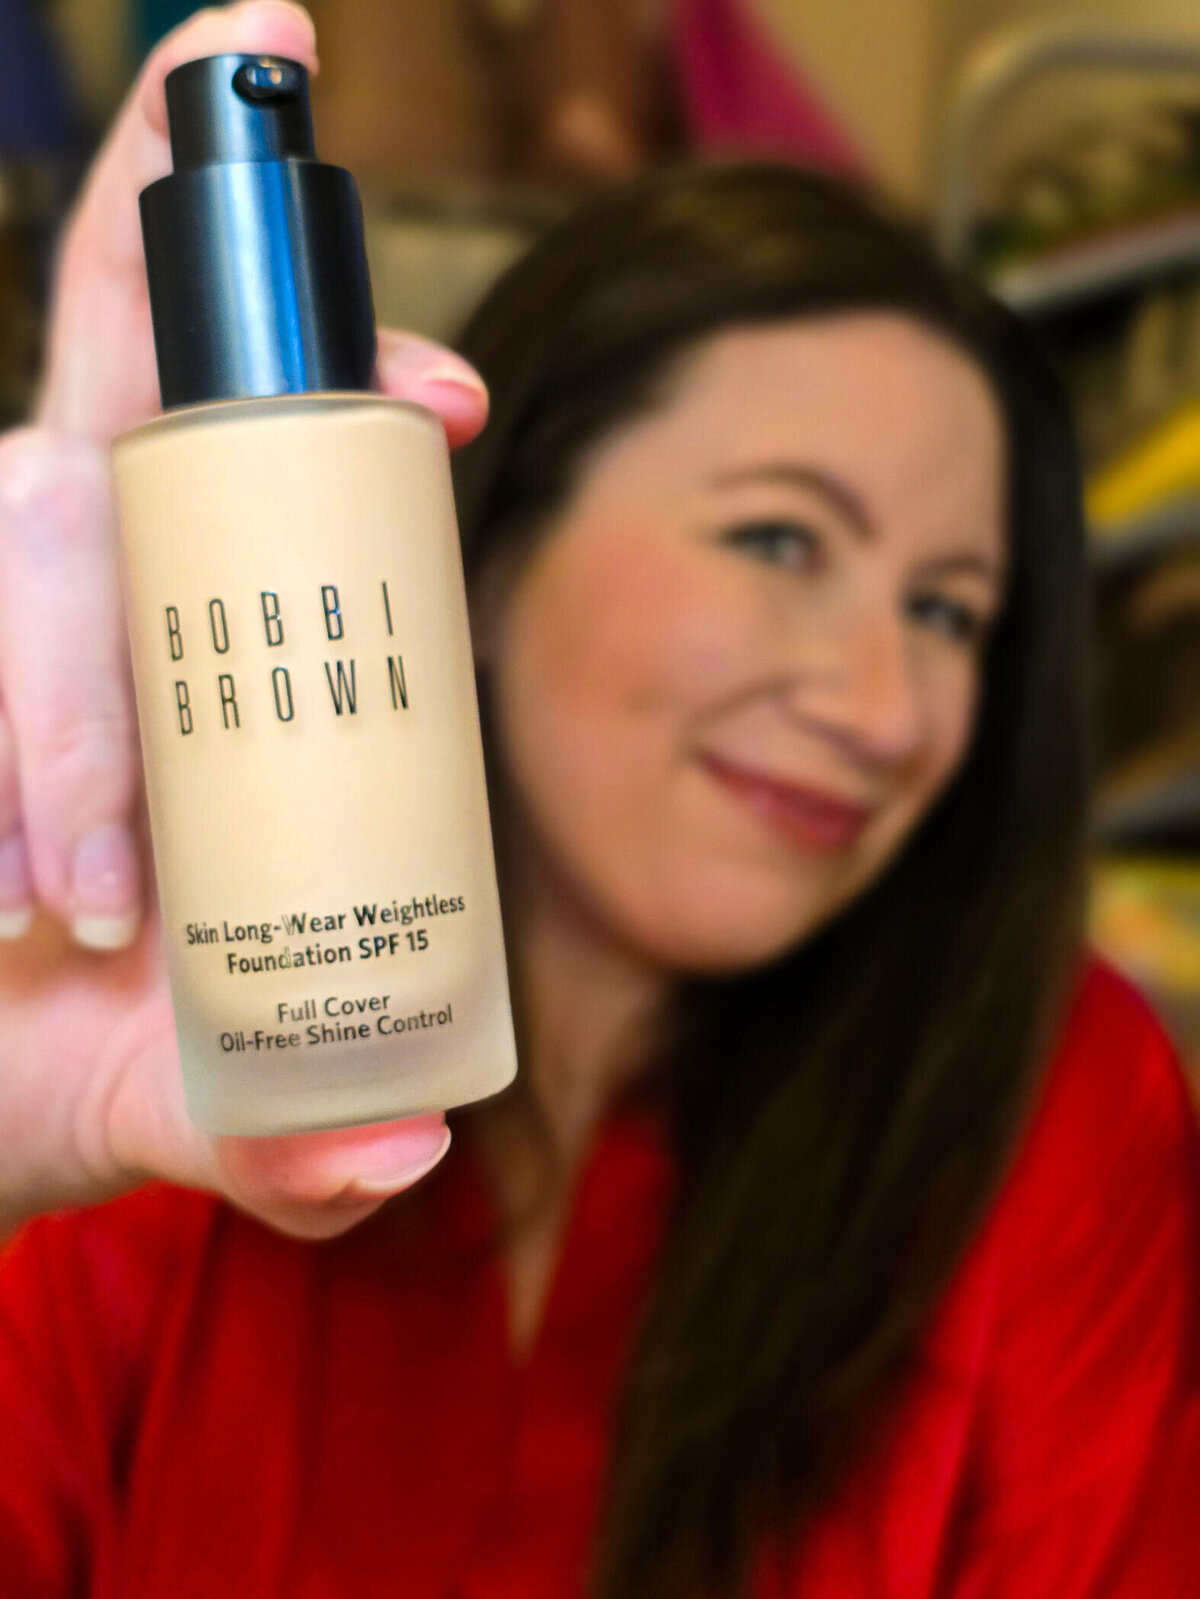 BOBBI
BROWN
Skin Long-Wear Weightless
Foundation SPF 15
Full Cover
Oil-Free Shine Control